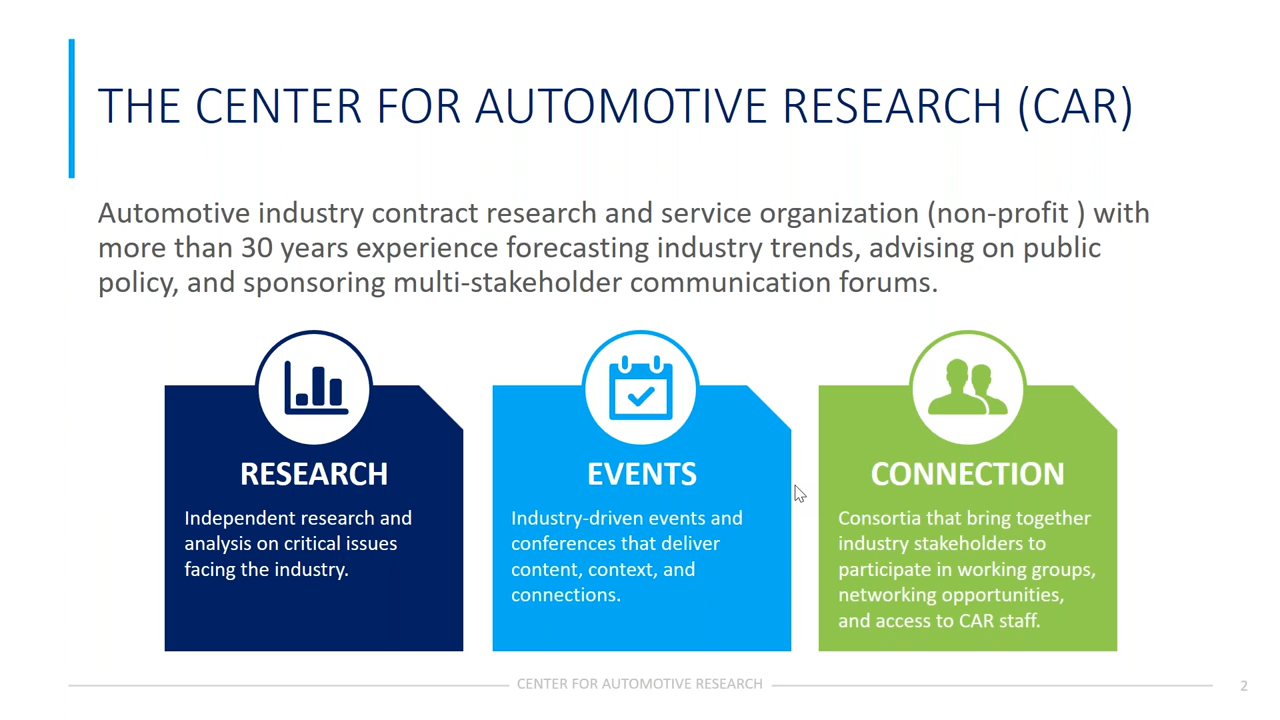 THE CENTER FOR AUTOMOTIVE RESEARCH (CAR)
Automotive industry contract research and service organization (non-profit ) with
more than 30 years experience forecasting industry trends, advising on public
policy, and sponsoring multi-stakeholder communication forums.
RESEARCH
Independent research and
analysis on critical issues
facing the industry.
EVENTS
Industry-driven events and
conferences that deliver
content, context, and
connections.
CONNECTION
Consortia that bring together
industry stakeholders to
participate in working groups,
networking opportunities,
and access to CAR staff.
CENTER FOR AUTOMOTIVE RESEARCH
2